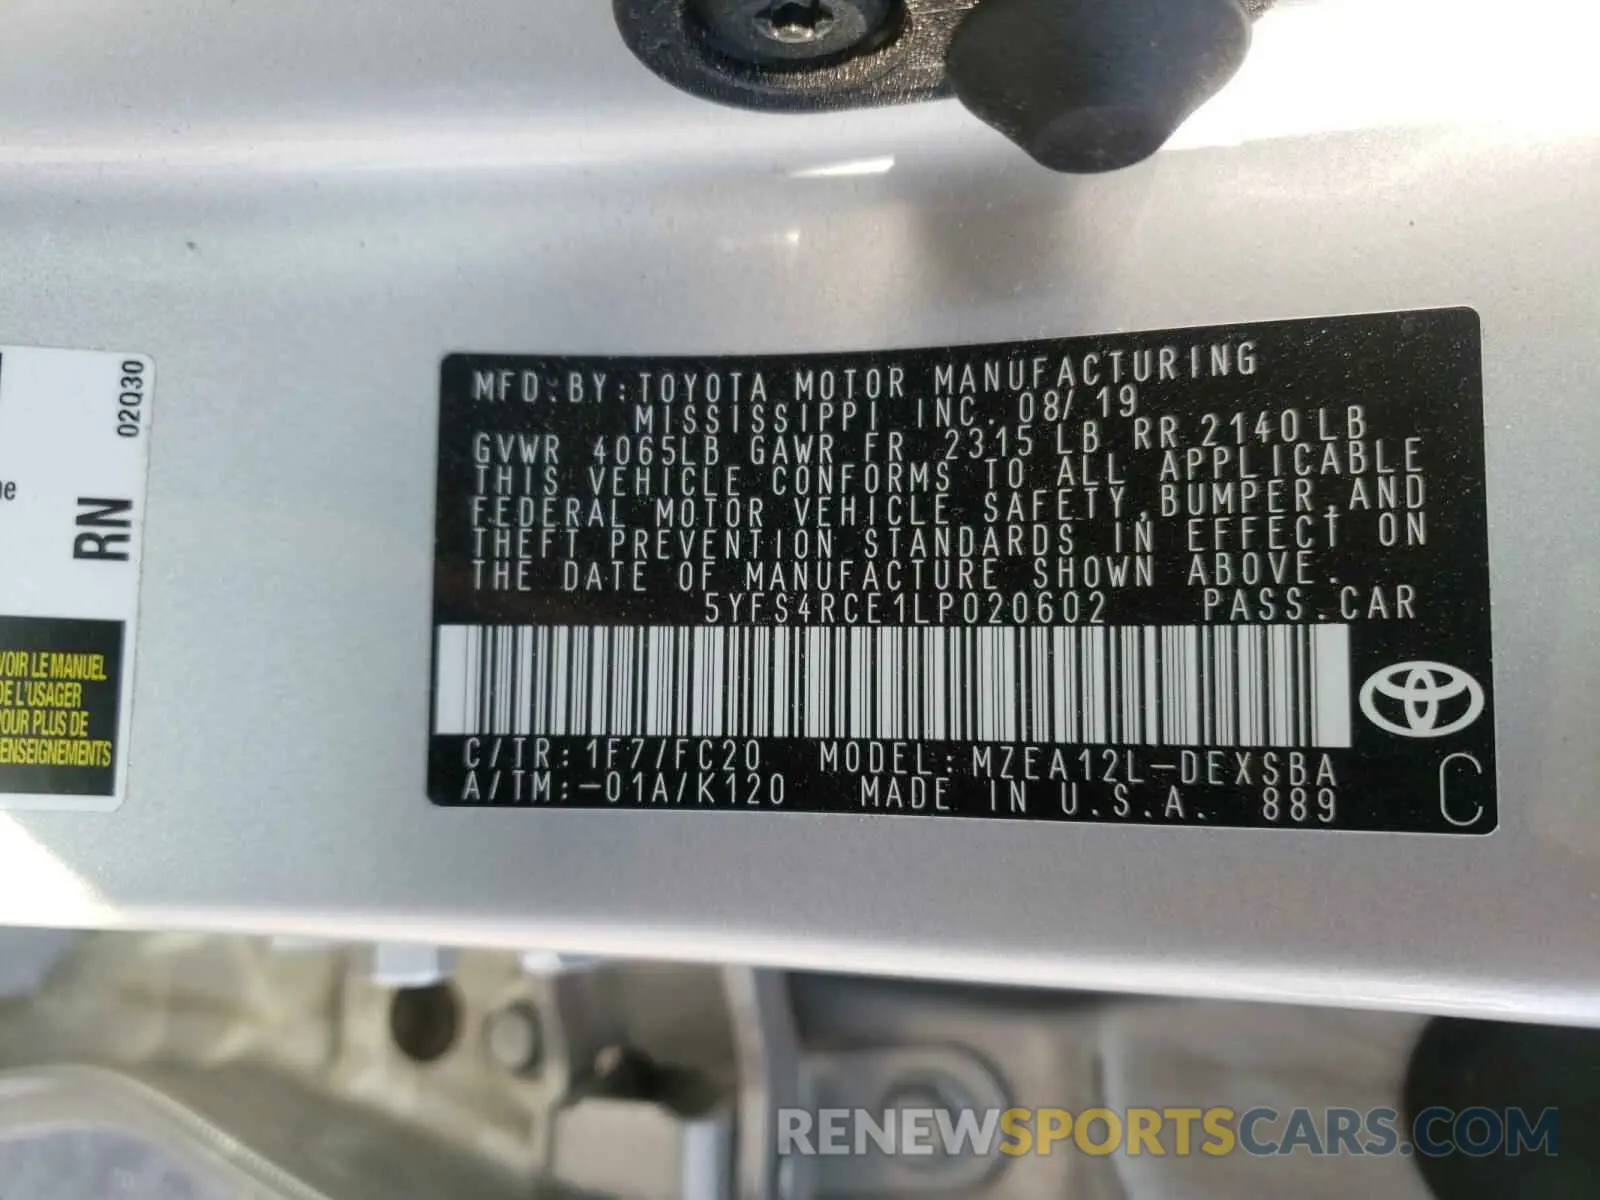 02Q30
RN
VOIR LE MANUEL
DE L'USAGER
POUR PLUS DE
MFD.BY:TOYOTA MOTOR MANUFACTURING
MISSISSIPPI INC. 08/19
GVWR 4065LB GAWR FR 2315 LB RR 2140LB
THIS VEHICLE CONFORMS TO ALL APPLICABLE
FEDERAL MOTOR VEHICLE SAFETY,BUMPER,AND
THEFT PREVENTION STANDARDS IN EFFECT ON
THE DATE OF MANUFACTURE SHOWN ABOVE.
5YFS4RCE1LP020602 PASS.CAR
C/TR:1F7/FC20 MODEL:MZEA12L-DEXSBA
A/TM:-01A/K120 MADE IN U.S.A. 889
C
RENEWSPORTSCARS.COM